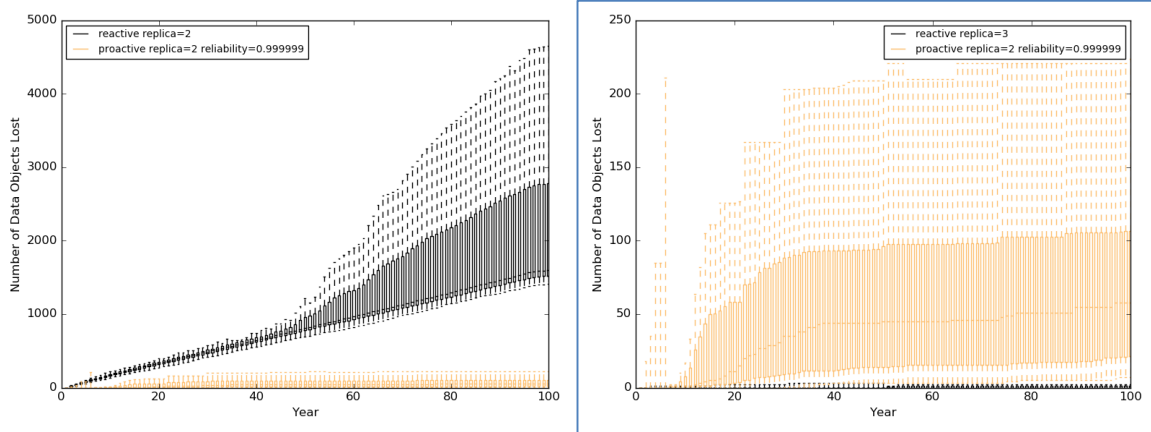 5000
4000
3000
2000
1000
0
Number of Data Objects Lost
reactive replica=2
proactive replica=2 reliability=0.999999
0 20 40 60 80 100
Year
250
200
150
100
50
0
Number of Data Objects Lost
reactive replica=3
proactive replica=2 reliability=0.999999
0 20 40 60 80 100
Year